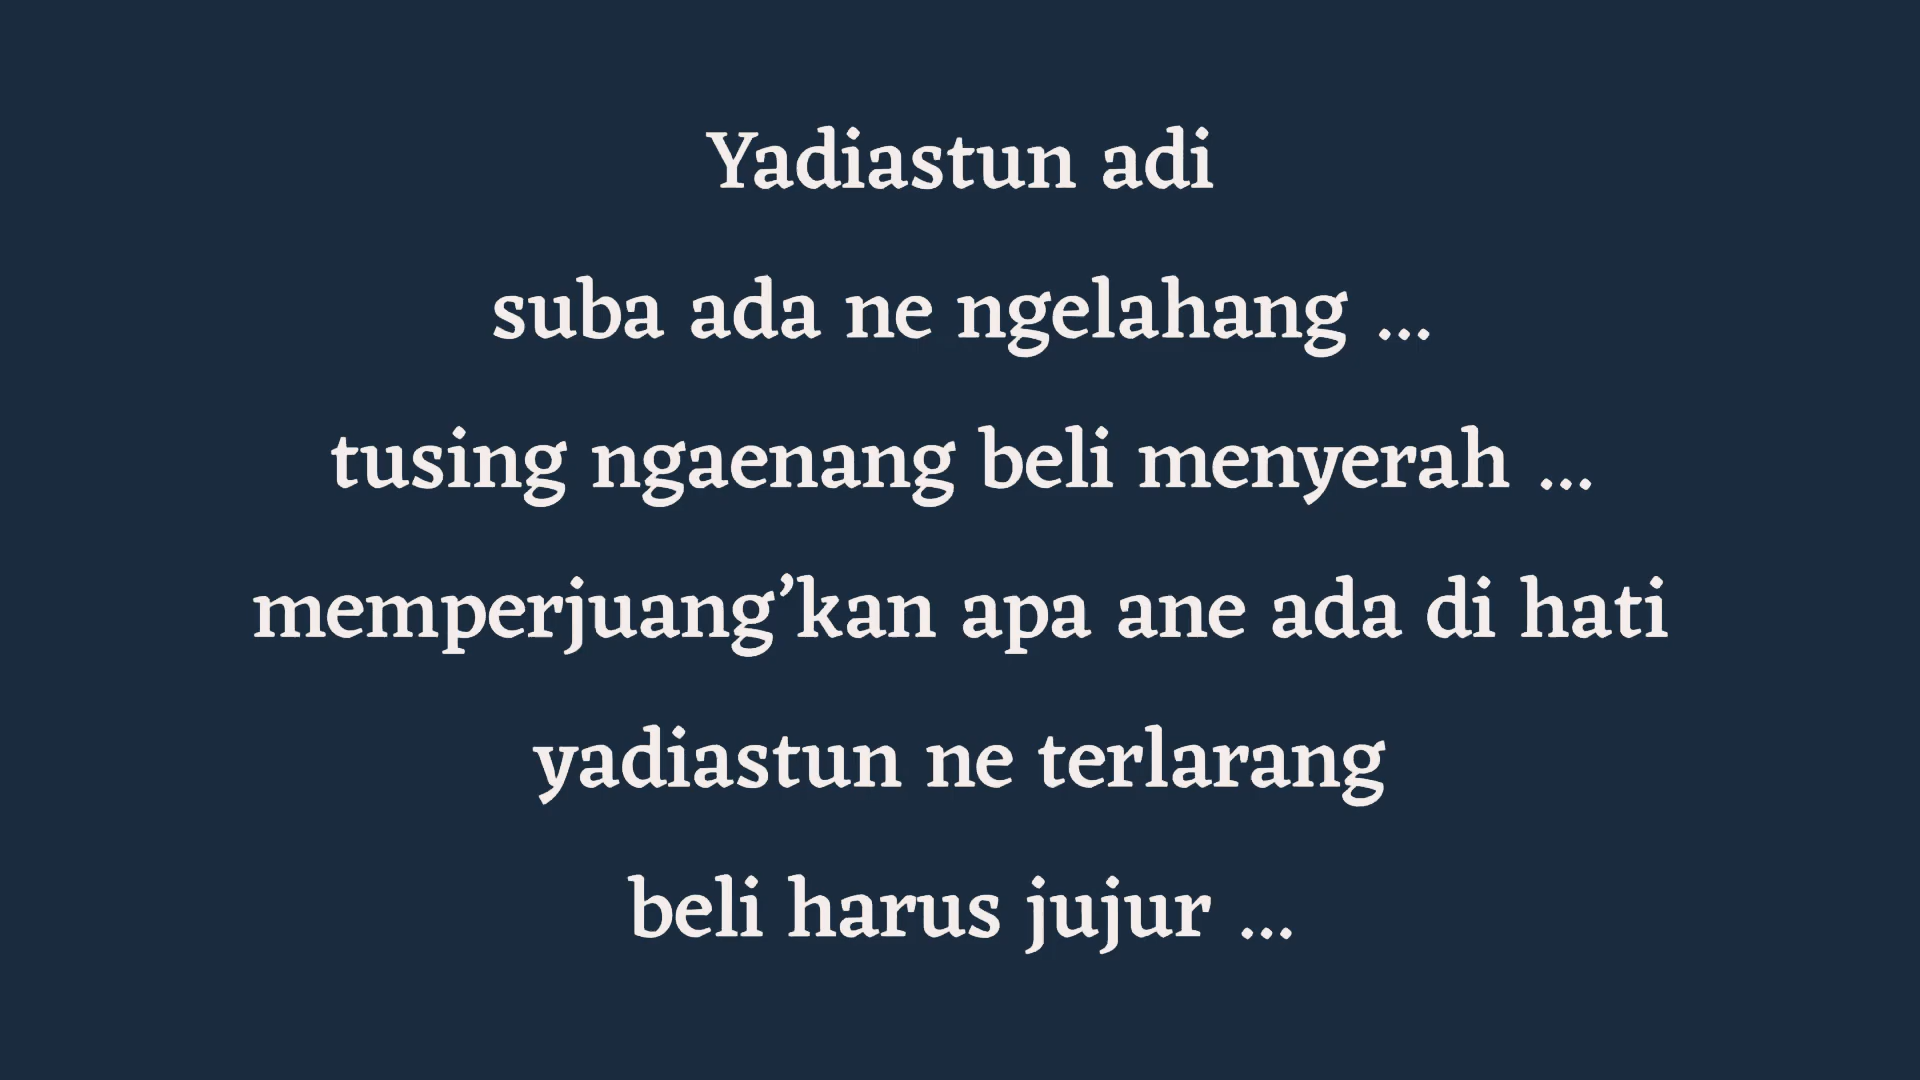 Yadiastun adi
suba ada ne ngelahang ...
tusing ngaenang beli menyerah ...
memperjuang’kan apa ane ada di hati
yadiastun ne terlarang
beli harus jujur ...